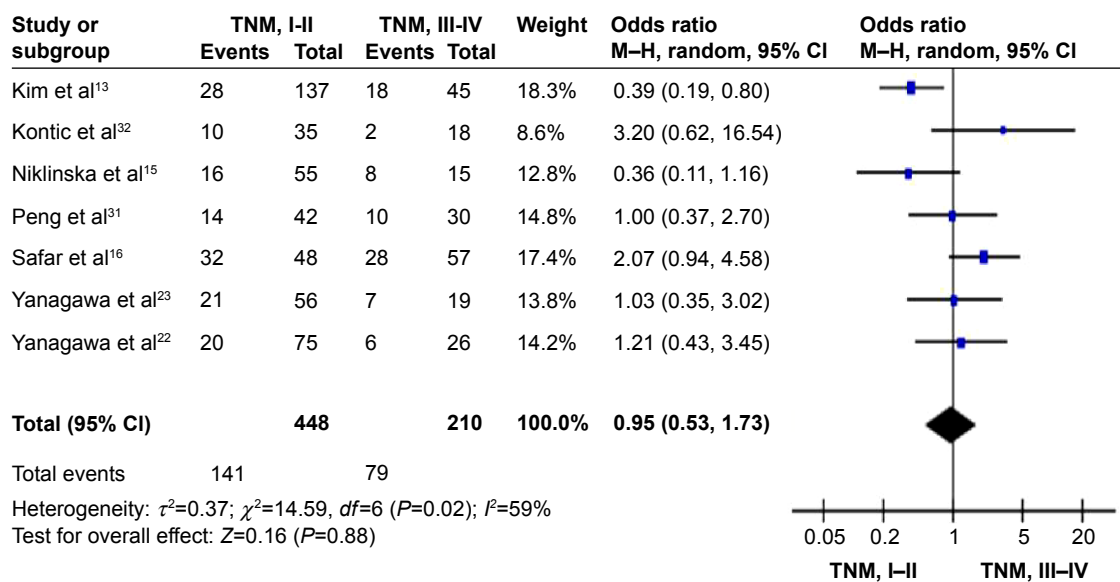 Study or subgroup TNM, I-II TNM, III-IV Weight Odds ratio Odds ratio
Events Total Events Total M–H, random, 95% CI M–H, random, 95% CI
Kim et al¹³ 28 137 18 45 18.3% 0.39 (0.19, 0.80)
Kontic et al³² 10 35 2 18 8.6% 3.20 (0.62, 16.54)
Niklinska et al¹⁵ 16 55 8 15 12.8% 0.36 (0.11, 1.16)
Peng et al³¹ 14 42 10 30 14.8% 1.00 (0.37, 2.70)
Safar et al¹⁶ 32 48 28 57 17.4% 2.07 (0.94, 4.58)
Yanagawa et al²³ 21 56 7 19 13.8% 1.03 (0.35, 3.02)
Yanagawa et al²² 20 75 6 26 14.2% 1.21 (0.43, 3.45)
Total (95% CI) 448 210 100.0% 0.95 (0.53, 1.73)
Total events 141 79
Heterogeneity: τ²=0.37; χ²=14.59, df=6 (P=0.02); I²=59%
Test for overall effect: Z=0.16 (P=0.88)
0.05 0.2 1 5 20
TNM, I–II TNM, III–IV